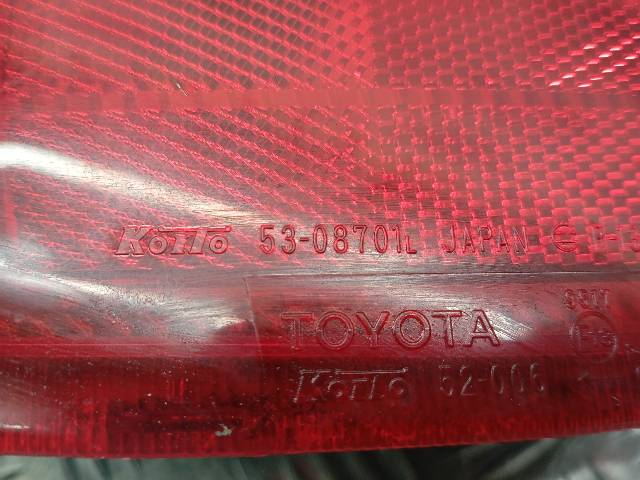 KOITO 53-08701L JAPAN
TOYOTA
KOITO 52-006